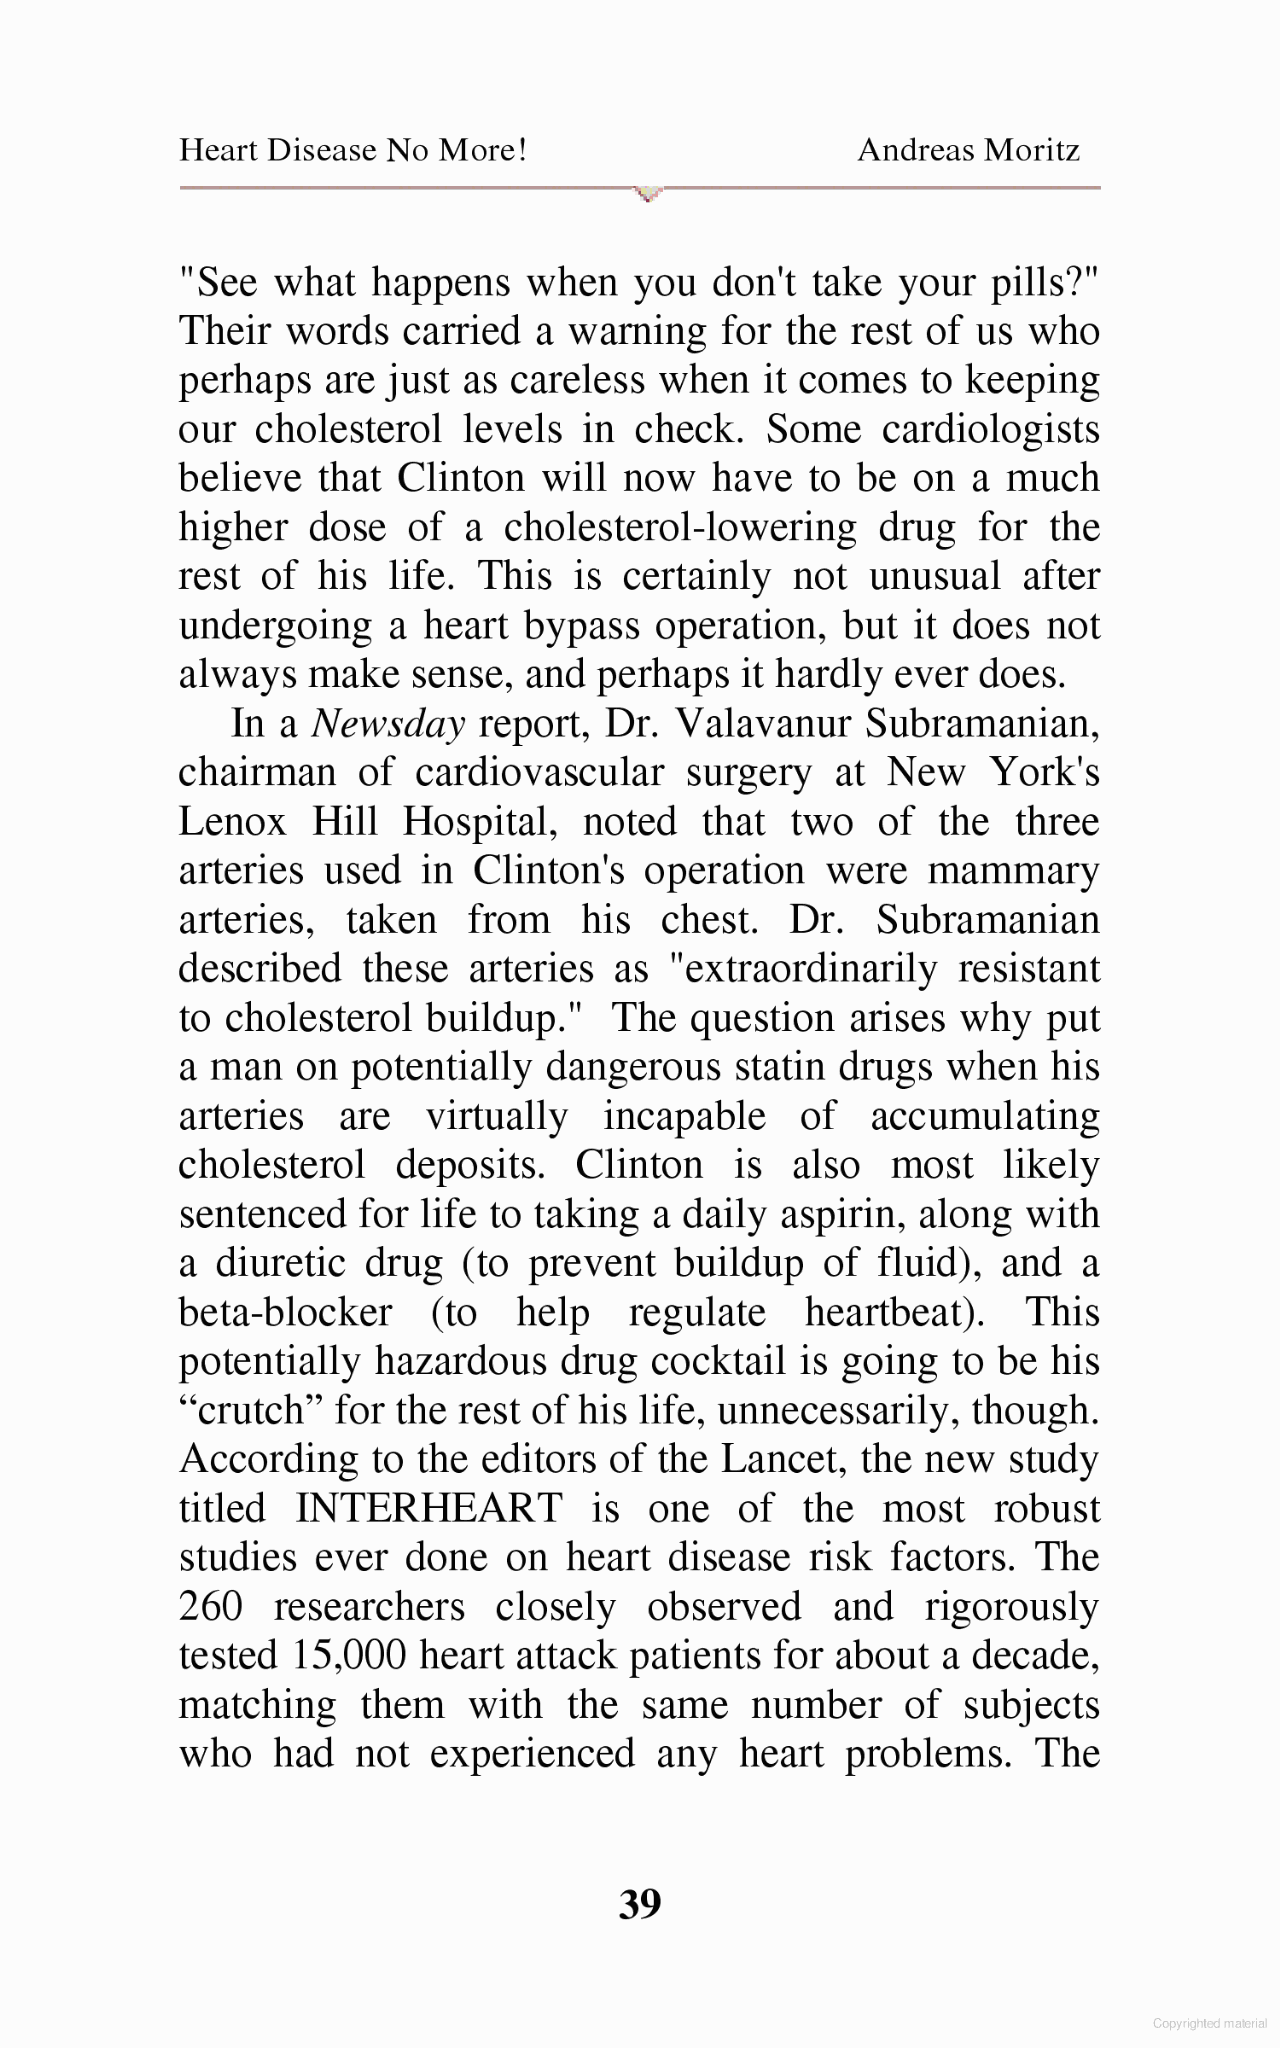 Heart Disease No More! Andreas Moritz
"See what happens when you don't take your pills?"
Their words carried a warning for the rest of us who
perhaps are just as careless when it comes to keeping
our cholesterol levels in check. Some cardiologists
believe that Clinton will now have to be on a much
higher dose of a cholesterol-lowering drug for the
rest of his life. This is certainly not unusual after
undergoing a heart bypass operation, but it does not
always make sense, and perhaps it hardly ever does.
In a Newsday report, Dr. Valavanur Subramanian,
chairman of cardiovascular surgery at New York's
Lenox Hill Hospital, noted that two of the three
arteries used in Clinton's operation were mammary
arteries, taken from his chest. Dr. Subramanian
described these arteries as "extraordinarily resistant
to cholesterol buildup." The question arises why put
a man on potentially dangerous statin drugs when his
arteries are virtually incapable of accumulating
cholesterol deposits. Clinton is also most likely
sentenced for life to taking a daily aspirin, along with
a diuretic drug (to prevent buildup of fluid), and a
beta-blocker (to help regulate heartbeat). This
potentially hazardous drug cocktail is going to be his
“crutch” for the rest of his life, unnecessarily, though.
According to the editors of the Lancet, the new study
titled INTERHEART is one of the most robust
studies ever done on heart disease risk factors. The
260 researchers closely observed and rigorously
tested 15,000 heart attack patients for about a decade,
matching them with the same number of subjects
who had not experienced any heart problems. The
39
Copyrighted material